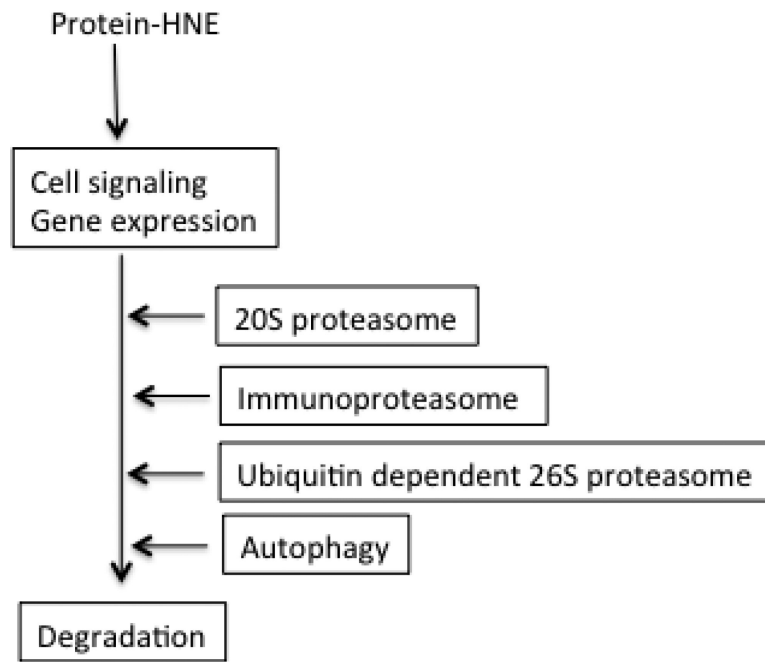 Protein-HNE
Cell signaling
Gene expression
20S proteasome
Immunoproteasome
Ubiquitin dependent 26S proteasome
Autophagy
Degradation